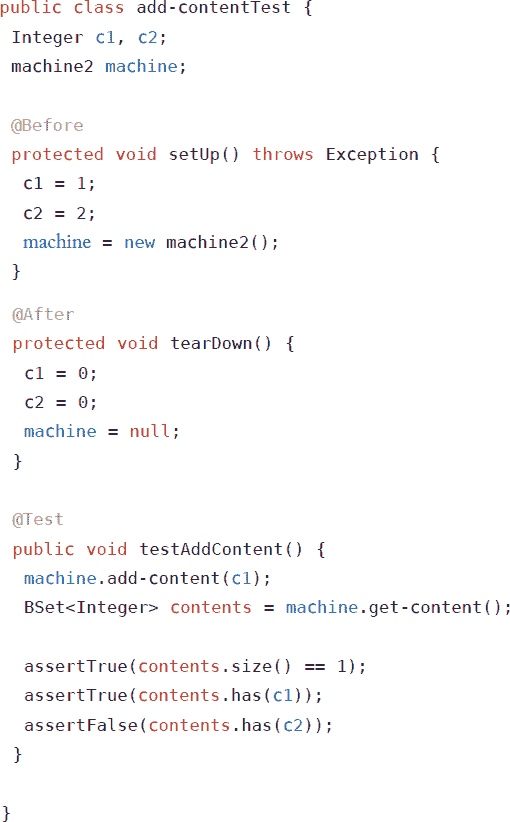 public class add-contentTest {
Integer c1, c2;
machine2 machine;
@Before
protected void setUp() throws Exception {
c1 = 1;
c2 = 2;
machine = new machine2();
}
@After
protected void tearDown() {
c1 = 0;
c2 = 0;
machine = null;
}
@Test
public void testAddContent() {
machine.add-content(c1);
BSet<Integer> contents = machine.get-content();
assertTrue(contents.size() == 1);
assertTrue(contents.has(c1));
assertFalse(contents.has(c2));
}
}